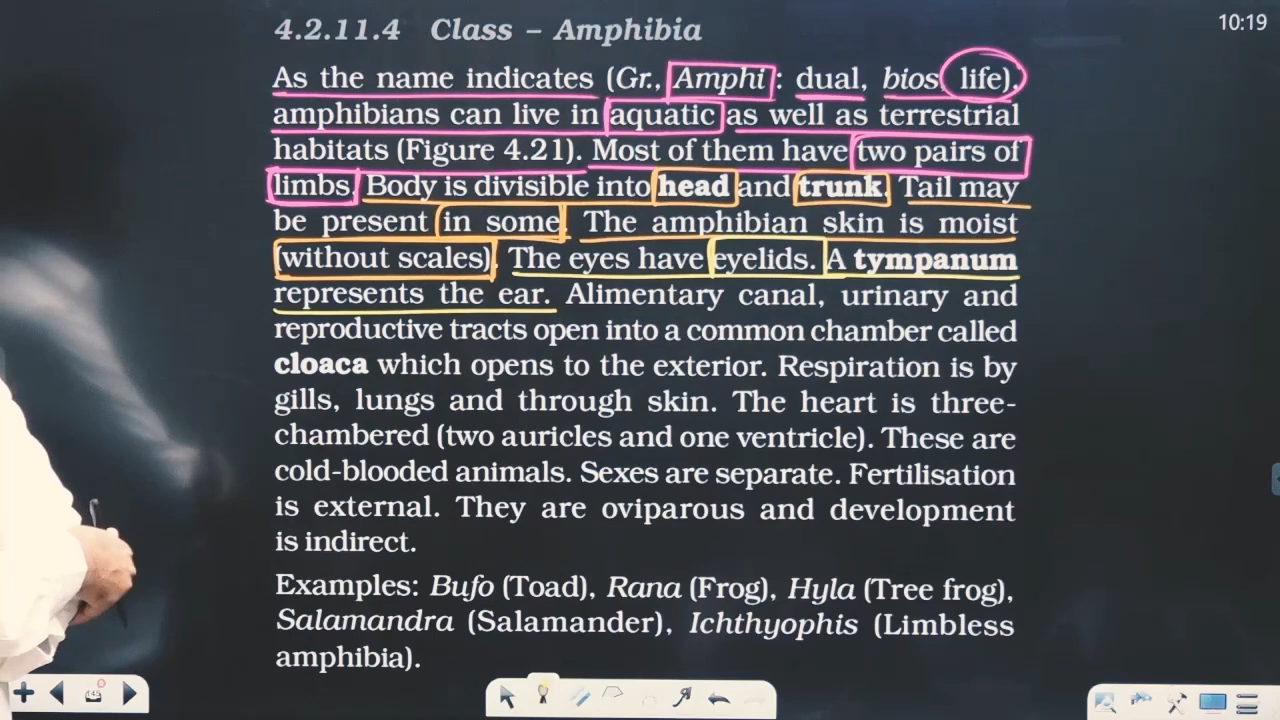 4.2.11.4 Class – Amphibia
10:19
As the name indicates (Gr., Amphi : dual, bios, life),
amphibians can live in aquatic as well as terrestrial
habitats (Figure 4.21). Most of them have two pairs of
limbs. Body is divisible into head and trunk. Tail may
be present in some. The amphibian skin is moist
(without scales). The eyes have eyelids. A tympanum
represents the ear. Alimentary canal, urinary and
reproductive tracts open into a common chamber called
cloaca which opens to the exterior. Respiration is by
gills, lungs and through skin. The heart is three-
chambered (two auricles and one ventricle). These are
cold-blooded animals. Sexes are separate. Fertilisation
is external. They are oviparous and development
is indirect.
Examples: Bufo (Toad), Rana (Frog), Hyla (Tree frog),
Salamandra (Salamander), Ichthyophis (Limbless
amphibia).